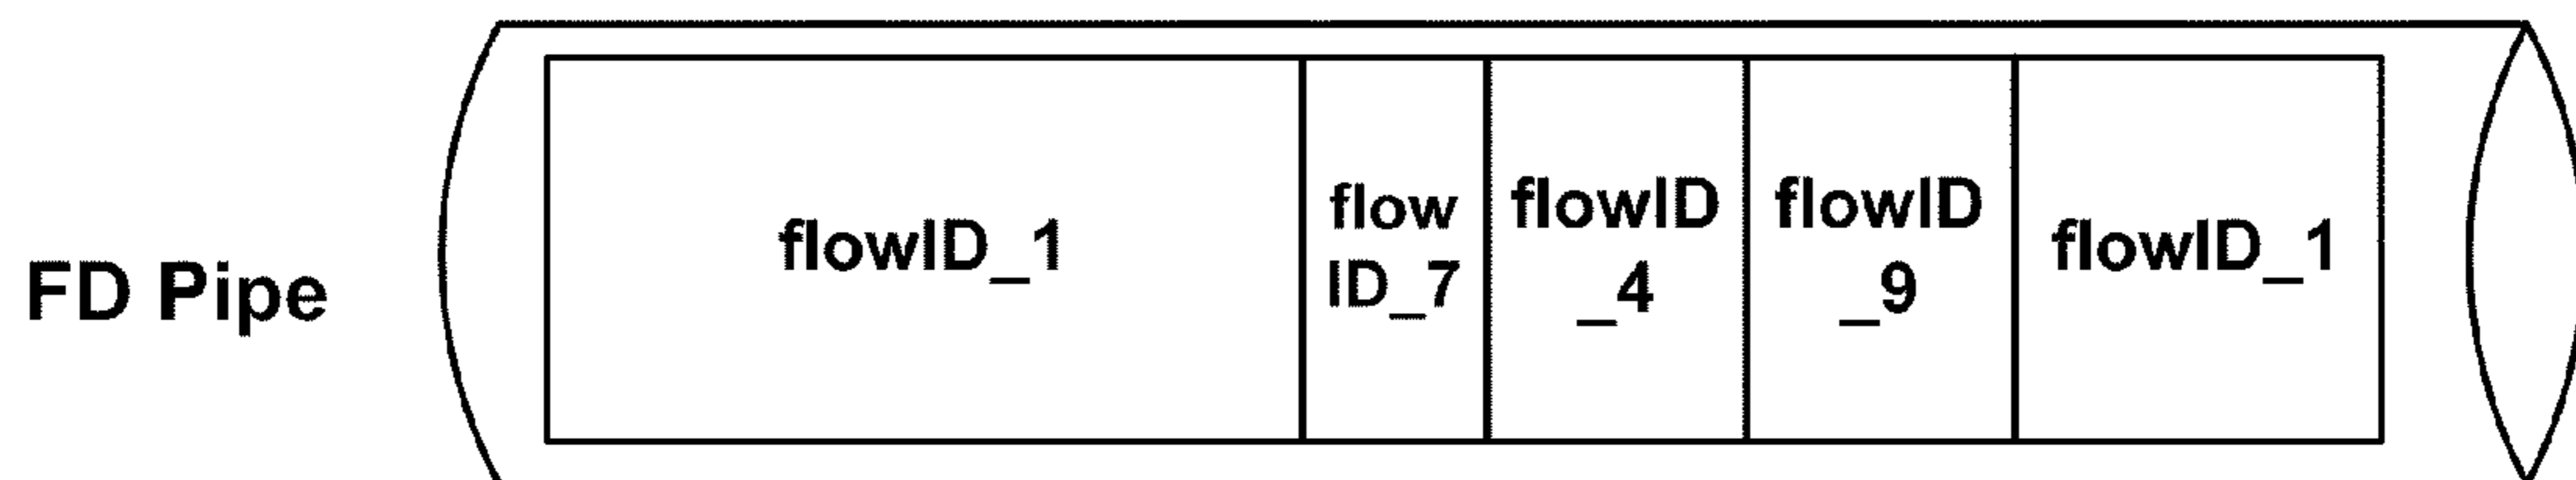 FD Pipe
flowID_1
flow
ID_7
flowID
_4
flowID
_9
flowID_1